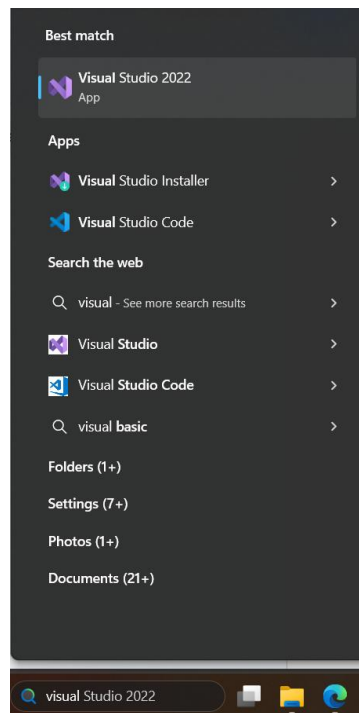 Best match
Visual Studio 2022
App
Apps
Visual Studio Installer
Visual Studio Code
Search the web
visual - See more search results
Visual Studio
Visual Studio Code
visual basic
Folders (1+)
Settings (7+)
Photos (1+)
Documents (21+)
visual Studio 2022